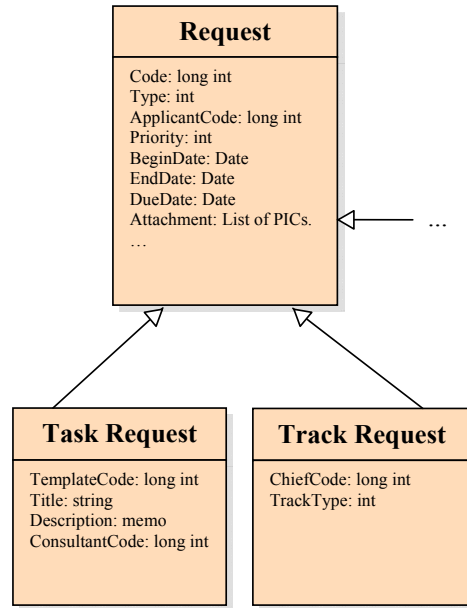 Request
Code: long int
Type: int
ApplicantCode: long int
Priority: int
BeginDate: Date
EndDate: Date
DueDate: Date
Attachment: List of PICs.
…
...
Task Request
TemplateCode: long int
Title: string
Description: memo
ConsultantCode: long int
Track Request
ChiefCode: long int
TrackType: int